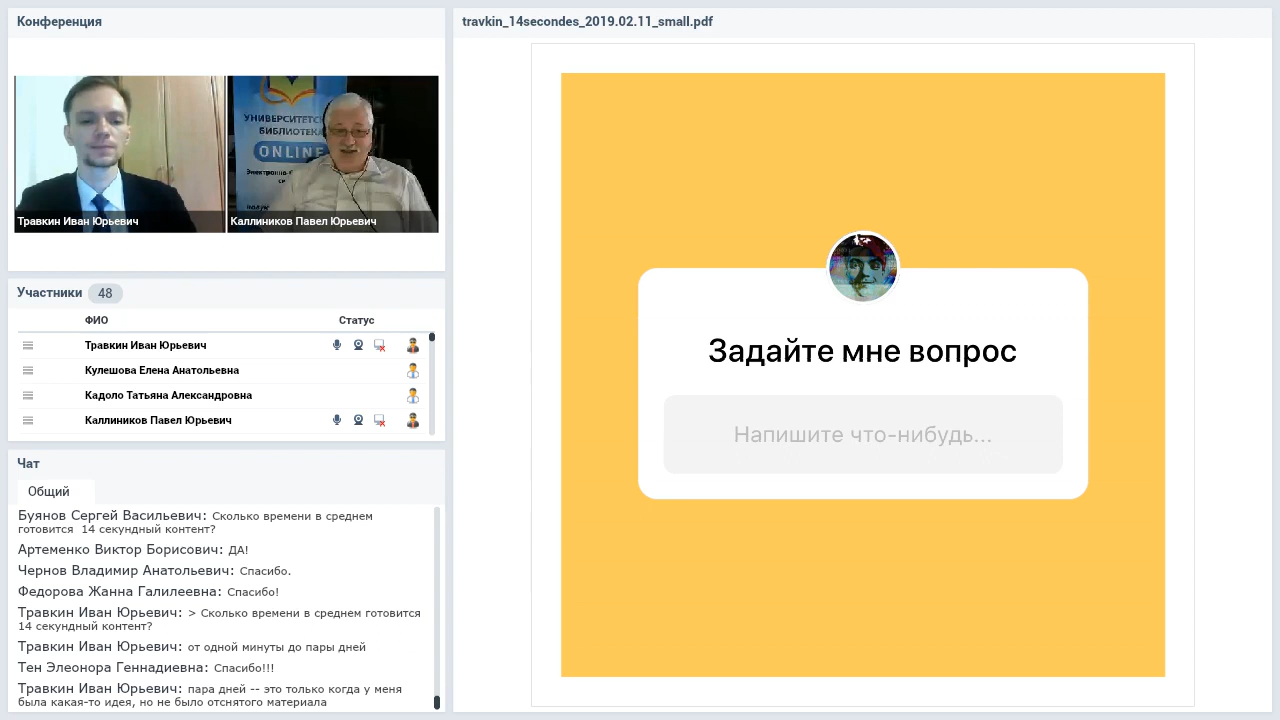 Конференция
УНИВЕРСИТЕТС
БИБЛИОТЕКА
ONLINE
Травкин Иван Юрьевич
Каллиников Павел Юрьевич
Участники 48
ФИО Статус
Травкин Иван Юрьевич
Кулешова Елена Анатольевна
Кадоло Татьяна Александровна
Каллиников Павел Юрьевич
Чат
Общий
Буянов Сергей Васильевич: Сколько времени в среднем
готовится 14 секундный контент?
Артеменко Виктор Борисович: ДА!
Чернов Владимир Анатольевич: Спасибо.
Федорова Жанна Галилеевна: Спасибо!
Травкин Иван Юрьевич: > Сколько времени в среднем готовится
14 секундный контент?
Травкин Иван Юрьевич: от одной минуты до пары дней
Тен Элеонора Геннадиевна: Спасибо!!!
Травкин Иван Юрьевич: пара дней -- это только когда у меня
была какая-то идея, но не было отснятого материала
travkin_14secondes_2019.02.11_small.pdf
Задайте мне вопрос
Напишите что-нибудь...